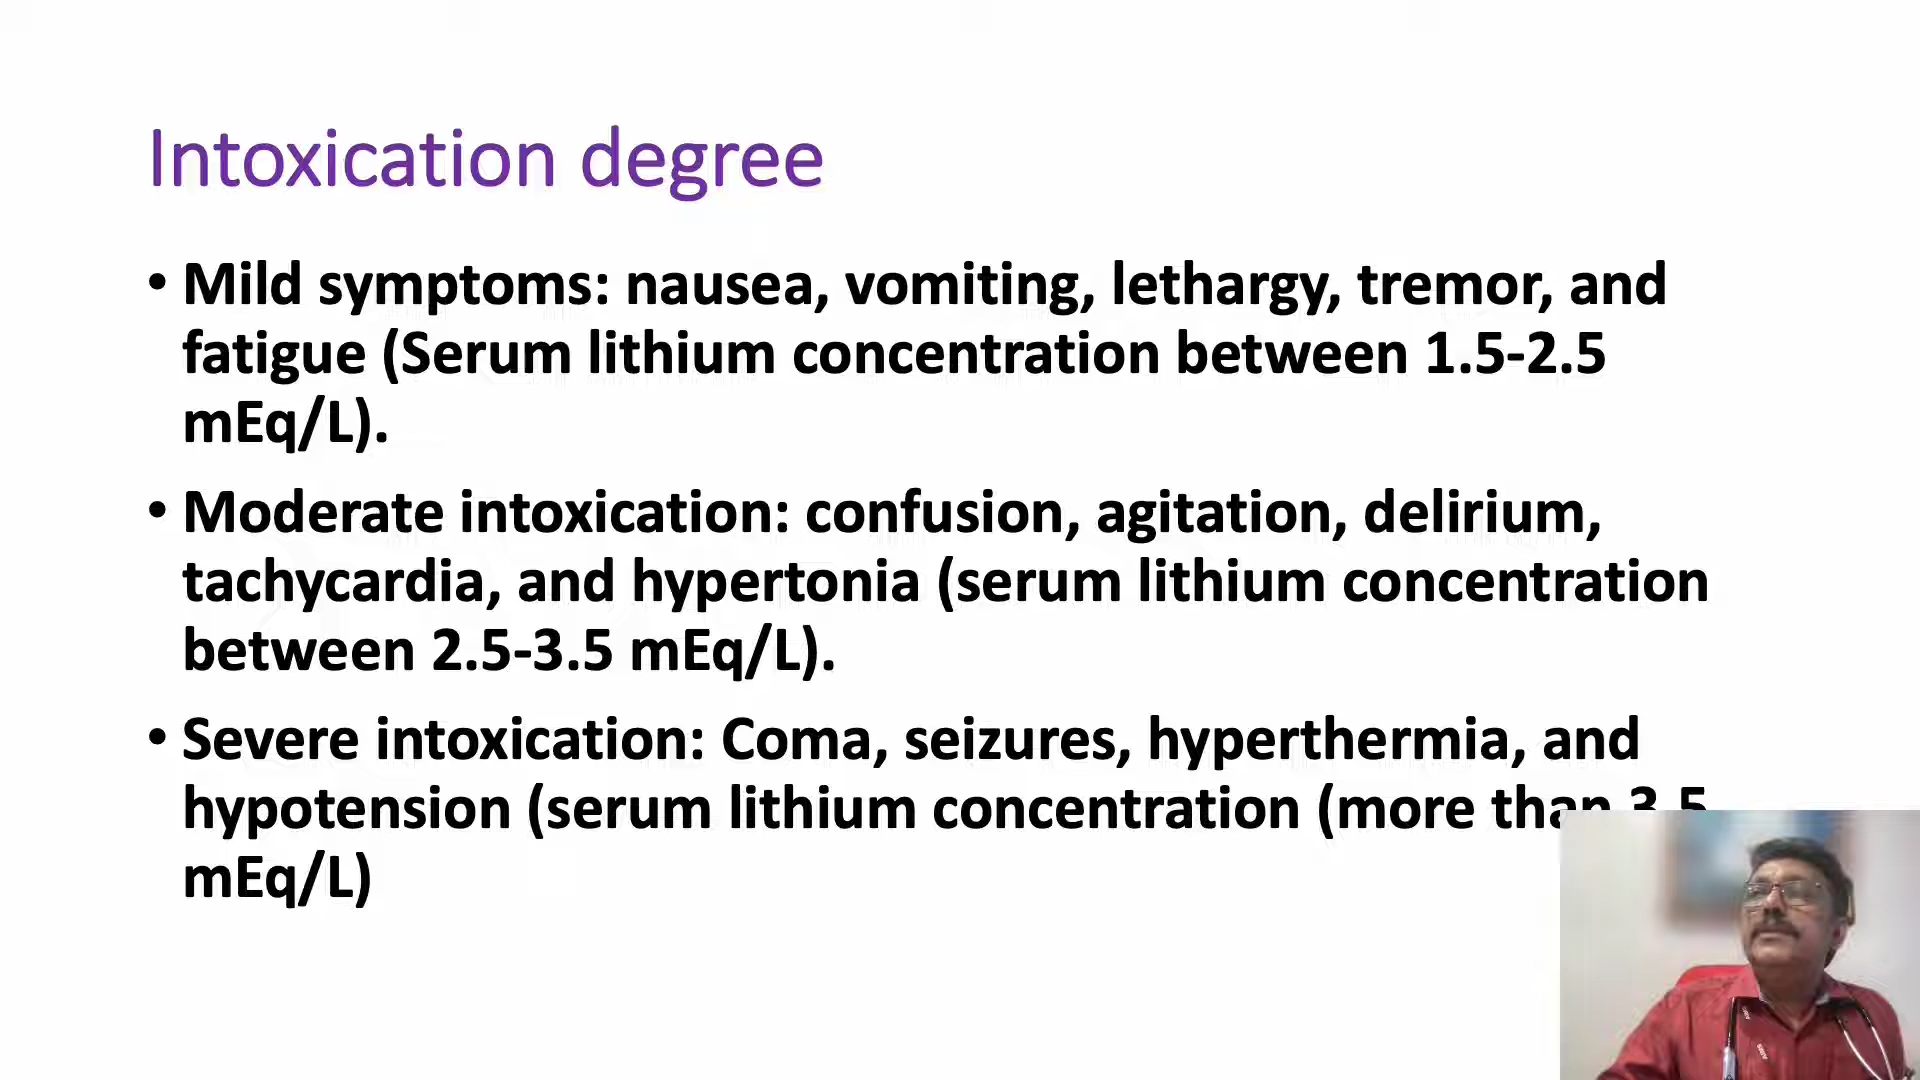 Intoxication degree
• Mild symptoms: nausea, vomiting, lethargy, tremor, and
fatigue (Serum lithium concentration between 1.5-2.5
mEq/L).
• Moderate intoxication: confusion, agitation, delirium,
tachycardia, and hypertonia (serum lithium concentration
between 2.5-3.5 mEq/L).
• Severe intoxication: Coma, seizures, hyperthermia, and
hypotension (serum lithium concentration (more than 3.5
mEq/L)